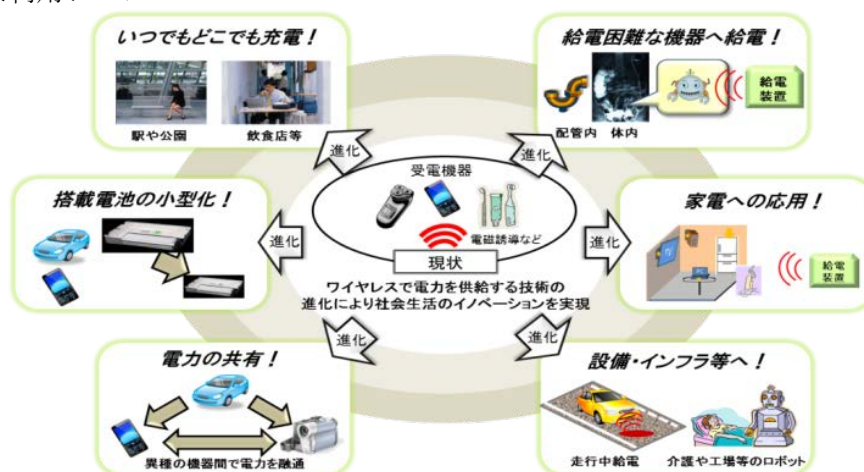 いつでもどこでも充電!
駅や公園
飲食店等
給電困難な機器へ給電!
配管内
体内
給電
装置
進化
進化
受電機器
電磁誘導など
現状
ワイヤレスで電力を供給する技術の
進化により社会生活のイノベーションを実現
搭載電池の小型化!
進化
進化
家電への応用!
給電
装置
進化
進化
電力の共有!
異種の機器間で電力を融通
設備・インフラ等へ!
走行中給電
介護や工場等のロボット